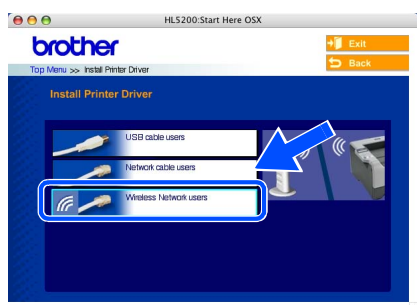 HL5200:Start Here OSX
brother
Exit
Back
Top Menu >> Install Printer Driver
Install Printer Driver
USB cable users
Network cable users
Wireless Network users